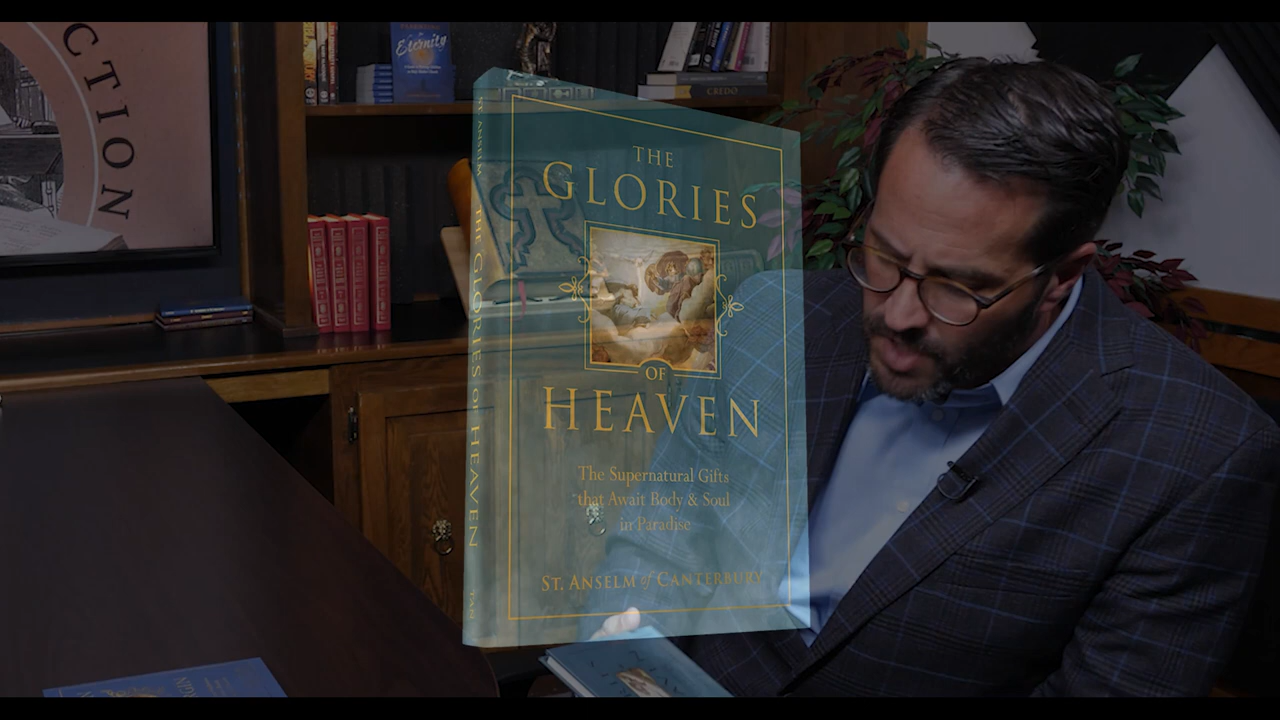 CTION
Eternity
CREDO
ST. ANSELM
THE GLORIES OF HEAVEN
TAN
THE
GLORIES
OF
HEAVEN
The Supernatural Gifts
that Await Body & Soul
in Paradise
ST. ANSELM of CANTERBURY